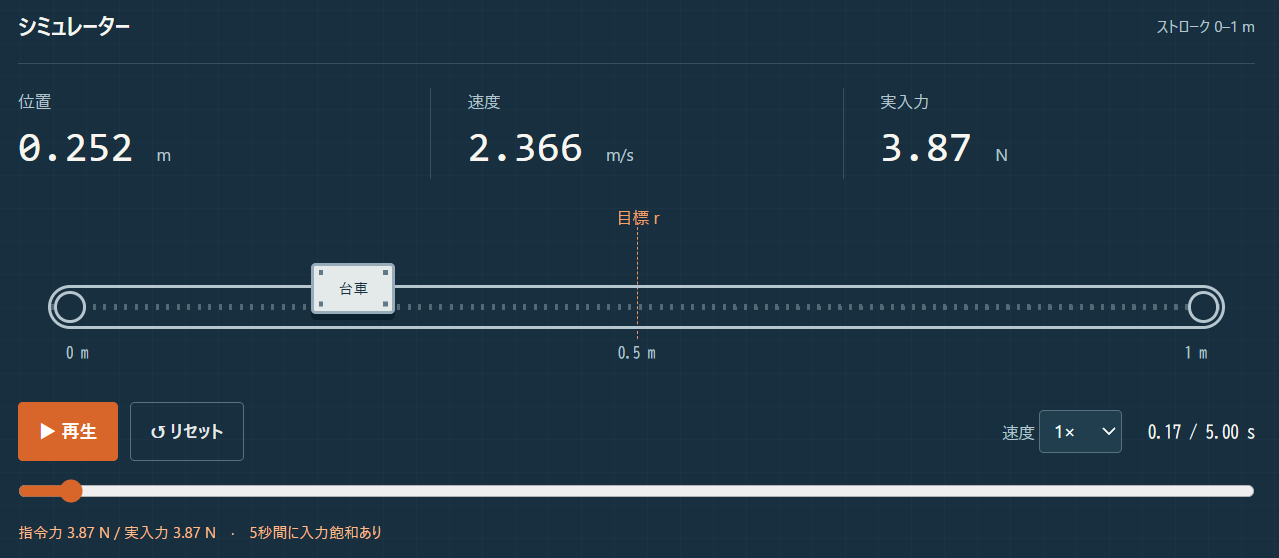 シミュレーター
ストローク 0–1 m
位置
0.252 m
速度
2.366 m/s
実入力
3.87 N
目標 r
台車
0 m
0.5 m
1 m
▶ 再生
↺ リセット
速度
1×
0.17 / 5.00 s
指令力 3.87 N / 実入力 3.87 N · 5秒間に入力飽和あり